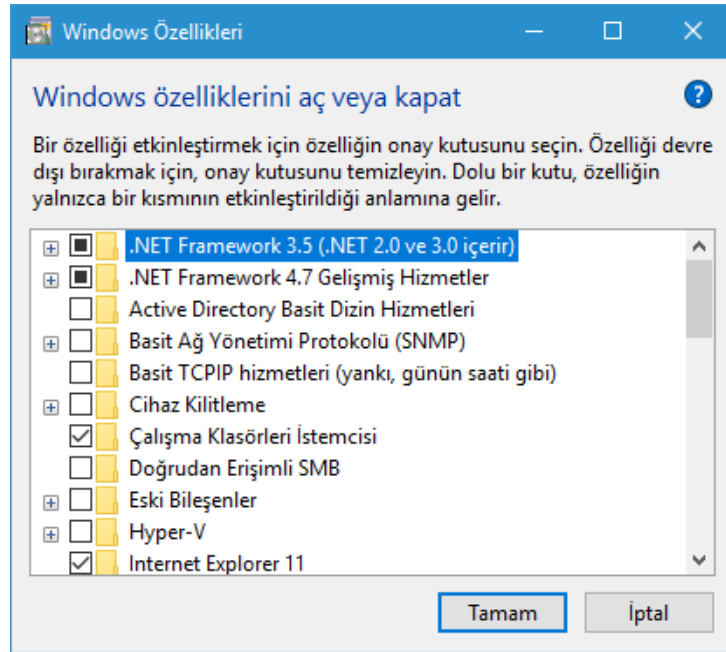 Windows Özellikleri
Windows özelliklerini aç veya kapat
Bir özelliği etkinleştirmek için özelliğin onay kutusunu seçin. Özelliği devre
dışı bırakmak için, onay kutusunu temizleyin. Dolu bir kutu, özelliğin
yalnızca bir kısmının etkinleştirildiği anlamına gelir.
.NET Framework 3.5 (.NET 2.0 ve 3.0 içerir)
.NET Framework 4.7 Gelişmiş Hizmetler
Active Directory Basit Dizin Hizmetleri
Basit Ağ Yönetimi Protokolü (SNMP)
Basit TCPIP hizmetleri (yankı, günün saati gibi)
Cihaz Kilitleme
Çalışma Klasörleri İstemcisi
Doğrudan Erişimli SMB
Eski Bileşenler
Hyper-V
Internet Explorer 11
Tamam
İptal